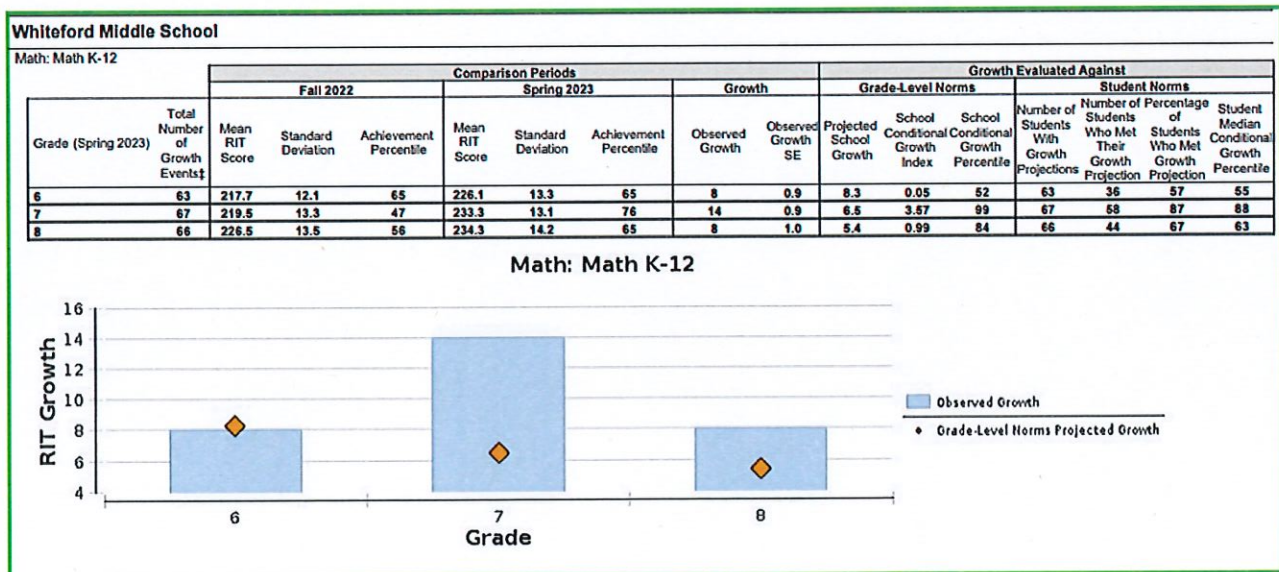 Whiteford Middle School
Math: Math K-12
Comparison Periods Growth Evaluated Against
Fall 2022 Spring 2023 Growth Grade-Level Norms Student Norms
Grade (Spring 2023) Total Number of Growth Events‡ Mean RIT Score Standard Deviation Achievement Percentile Mean RIT Score Standard Deviation Achievement Percentile Observed Growth Observed Growth SE Projected School Growth School Conditional Growth Index School Conditional Growth Percentile Number of Students With Growth Projections Number of Students Who Met Their Growth Projection Percentage of Students Who Met Growth Projection Student Median Conditional Growth Percentile
6 63 217.7 12.1 65 226.1 13.3 65 8 0.9 8.3 0.05 52 63 36 57 55
7 67 219.5 13.3 47 233.3 13.1 76 14 0.9 6.5 3.57 99 67 58 87 88
8 66 226.5 13.5 56 234.3 14.2 65 8 1.0 5.4 0.99 84 66 44 67 63
Math: Math K-12
RIT Growth
16
14
12
10
8
6
4
6 7 8
Grade
Observed Growth
Grade-Level Norms Projected Growth